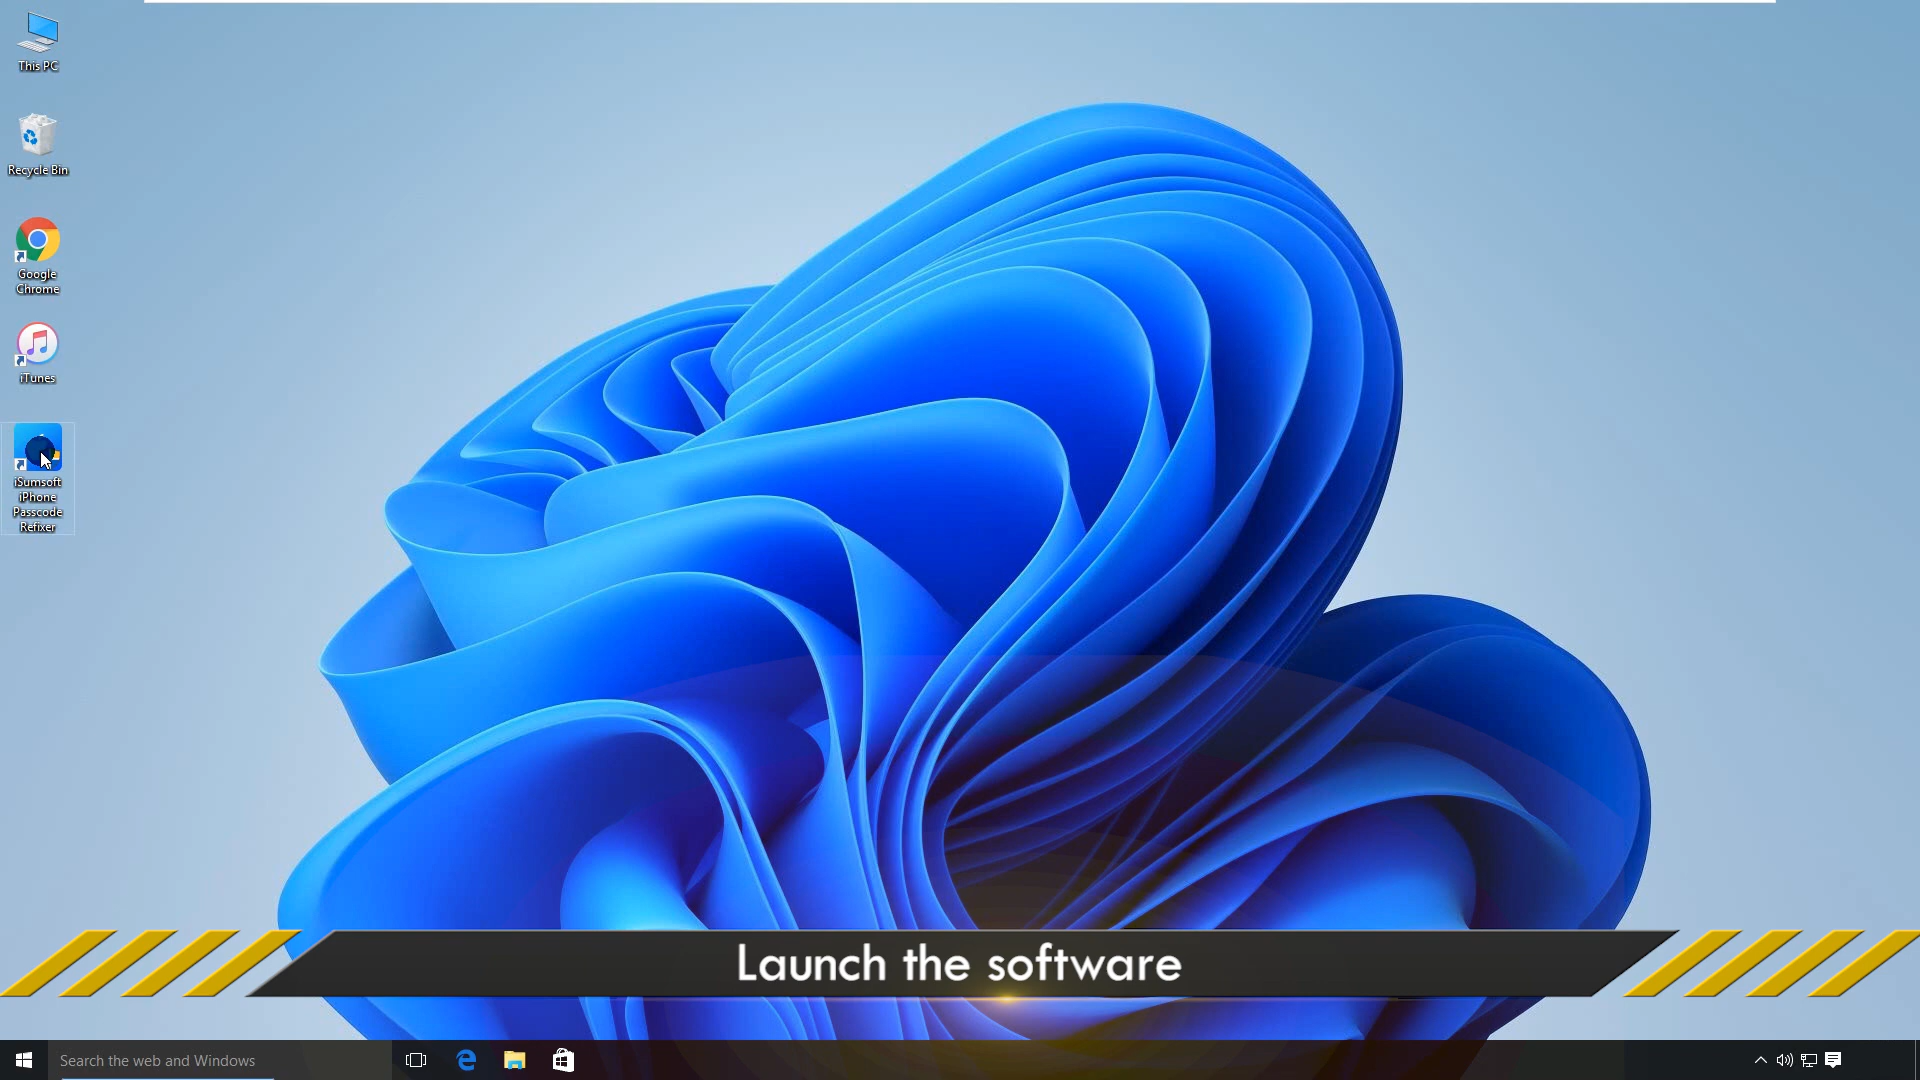 This PC
Recycle Bin
Google
Chrome
iTunes
iSumsoft
iPhone
Passcode
Refixer
Launch the software
Search the web and Windows